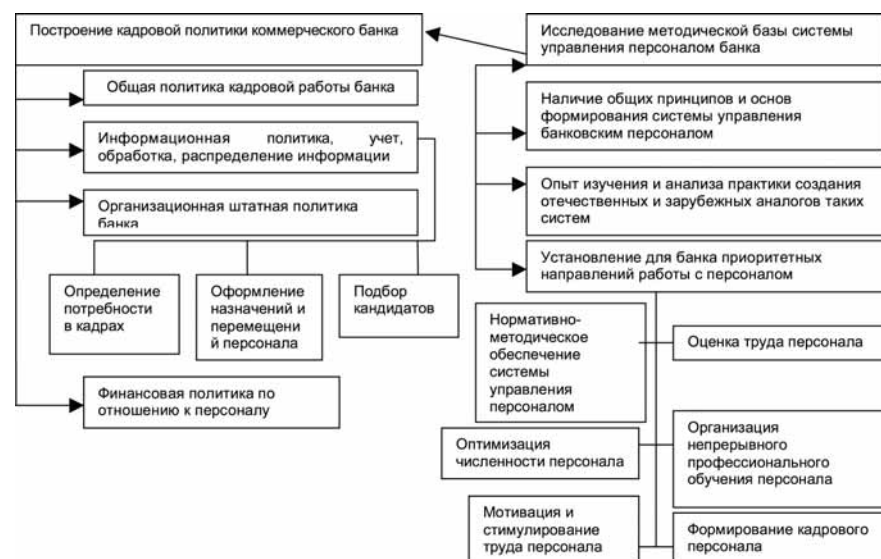 Построение кадровой политики коммерческого банка
Общая политика кадровой работы банка
Информационная политика, учет,
обработка, распределение информации
Организационная штатная политика
банка
Определение
потребности
в кадрах
Оформление
назначений и
перемещени
й персонала
Подбор
кандидатов
Финансовая политика по
отношению к персоналу
Исследование методической базы системы
управления персоналом банка
Наличие общих принципов и основ
формирования системы управления
банковским персоналом
Опыт изучения и анализа практики создания
отечественных и зарубежных аналогов таких
систем
Установление для банка приоритетных
направлений работы с персоналом
Нормативно-
методическое
обеспечение
системы
управления
персоналом
Оценка труда персонала
Оптимизация
численности персонала
Организация
непрерывного
профессионального
обучения персонала
Мотивация и
стимулирование
труда персонала
Формирование кадрового
персонала